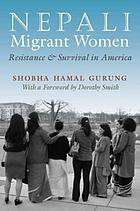 NEPALI
Migrant Women
Resistance & Survival in America
SHOBHA HAMAL GURUNG
With a Foreword by Dorothy Smith